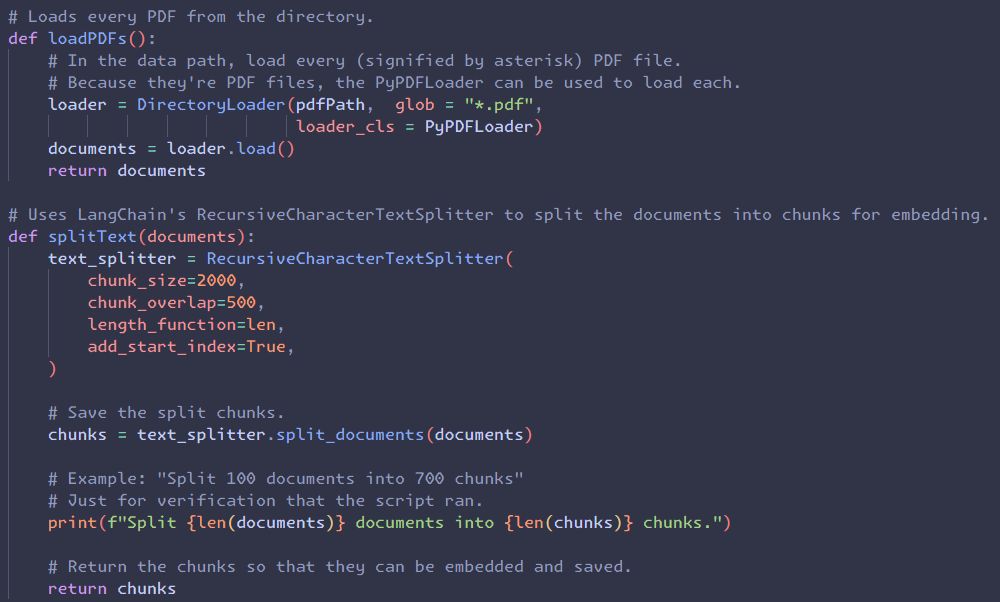 # Loads every PDF from the directory.
def loadPDFs():
    # In the data path, load every (signified by asterisk) PDF file.
    # Because they're PDF files, the PyPDFLoader can be used to load each.
    loader = DirectoryLoader(pdfPath,  glob = "*.pdf",
                             loader_cls = PyPDFLoader)
    documents = loader.load()
    return documents

# Uses LangChain's RecursiveCharacterTextSplitter to split the documents into chunks for embedding.
def splitText(documents):
    text_splitter = RecursiveCharacterTextSplitter(
        chunk_size=2000,
        chunk_overlap=500,
        length_function=len,
        add_start_index=True,
    )

    # Save the split chunks.
    chunks = text_splitter.split_documents(documents)

    # Example: "Split 100 documents into 700 chunks"
    # Just for verification that the script ran.
    print(f"Split {len(documents)} documents into {len(chunks)} chunks.")

    # Return the chunks so that they can be embedded and saved.
    return chunks